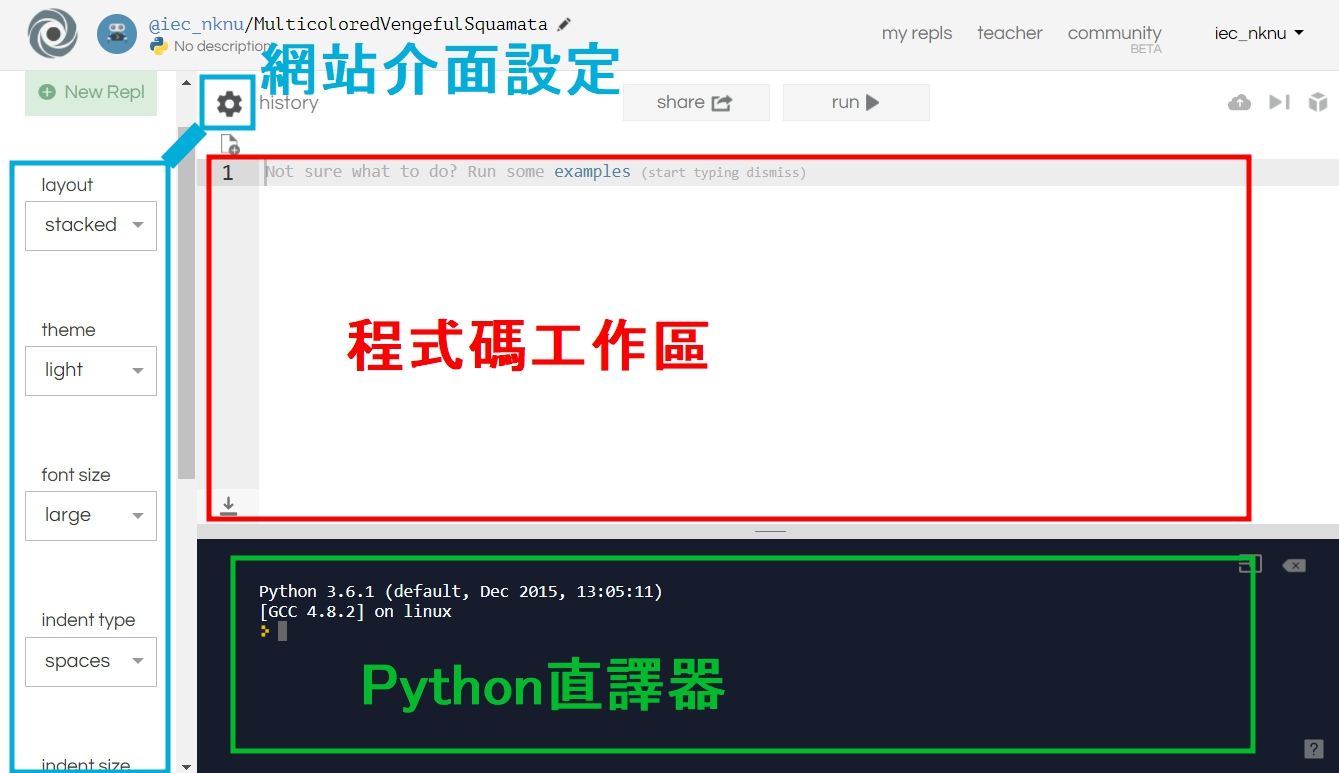 @iec_nknu/MulticoloredVengefulSquamata
No description
my repls
teacher
community
BETA
iec_nknu
網站介面設定
New Repl
history
share
run
layout
stacked
theme
light
font size
large
indent type
spaces
indent size
1 Not sure what to do? Run some examples (start typing dismiss)
程式碼工作區
Python 3.6.1 (default, Dec 2015, 13:05:11)
[GCC 4.8.2] on linux
Python直譯器
?